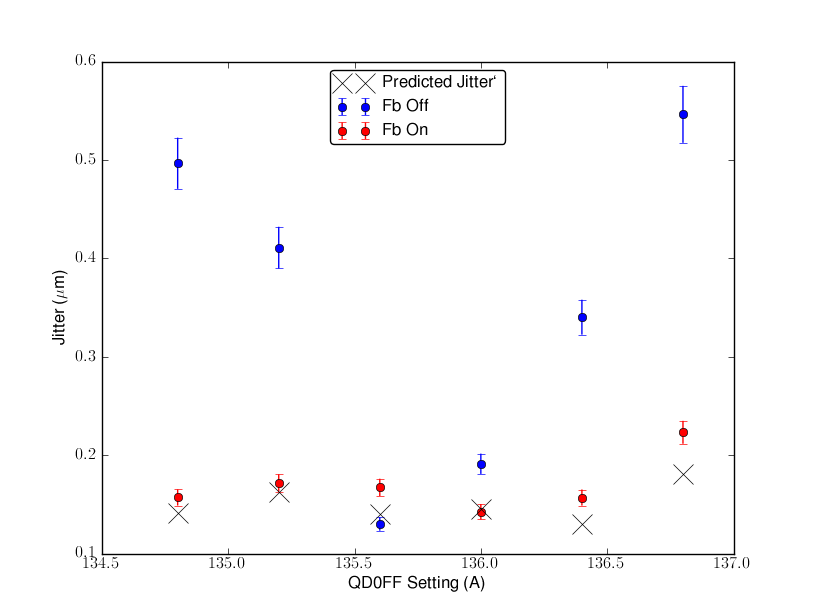 0.6
0.5
0.4
0.3
0.2
0.1
Jitter (μm)
Predicted Jitter‘
Fb Off
Fb On
134.5 135.0 135.5 136.0 136.5 137.0
QD0FF Setting (A)